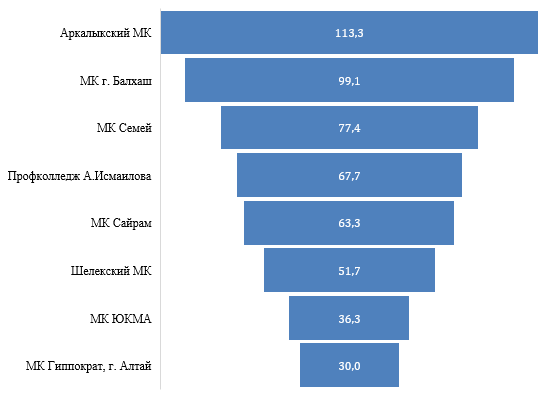 Аркалыкский МК
113,3
МК г. Балхаш
99,1
МК Семей
77,4
Профколледж А.Исмаилова
67,7
МК Сайрам
63,3
Шелекский МК
51,7
МК ЮКМА
36,3
МК Гиппократ, г. Алтай
30,0